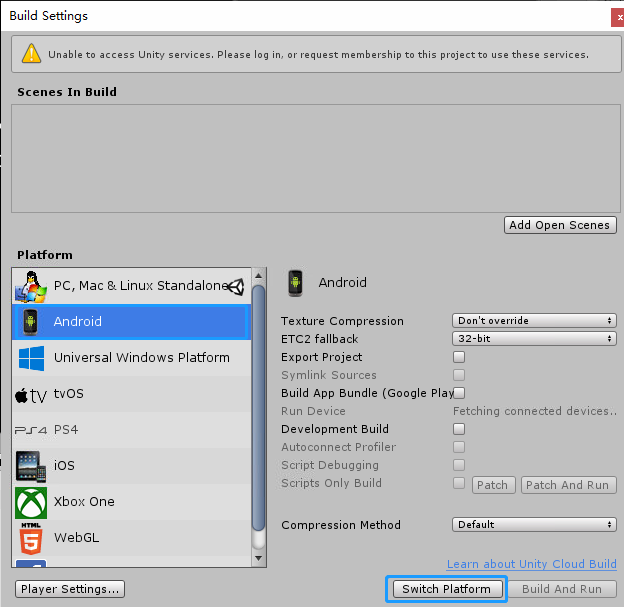 Build Settings
x
Unable to access Unity services. Please log in, or request membership to this project to use these services.
Scenes In Build
Add Open Scenes
Platform
PC, Mac & Linux Standalone
Android
Universal Windows Platform
tv
tvOS
PS4
PS4
iOS
Xbox One
HTML
5
WebGL
Android
Texture Compression
Don't override
ETC2 fallback
32-bit
Export Project
Symlink Sources
Build App Bundle (Google Play
Run Device
Fetching connected devices..
Development Build
Autoconnect Profiler
Script Debugging
Scripts Only Build
Patch
Patch And Run
Compression Method
Default
Learn about Unity Cloud Build
Player Settings...
Switch Platform
Build And Run